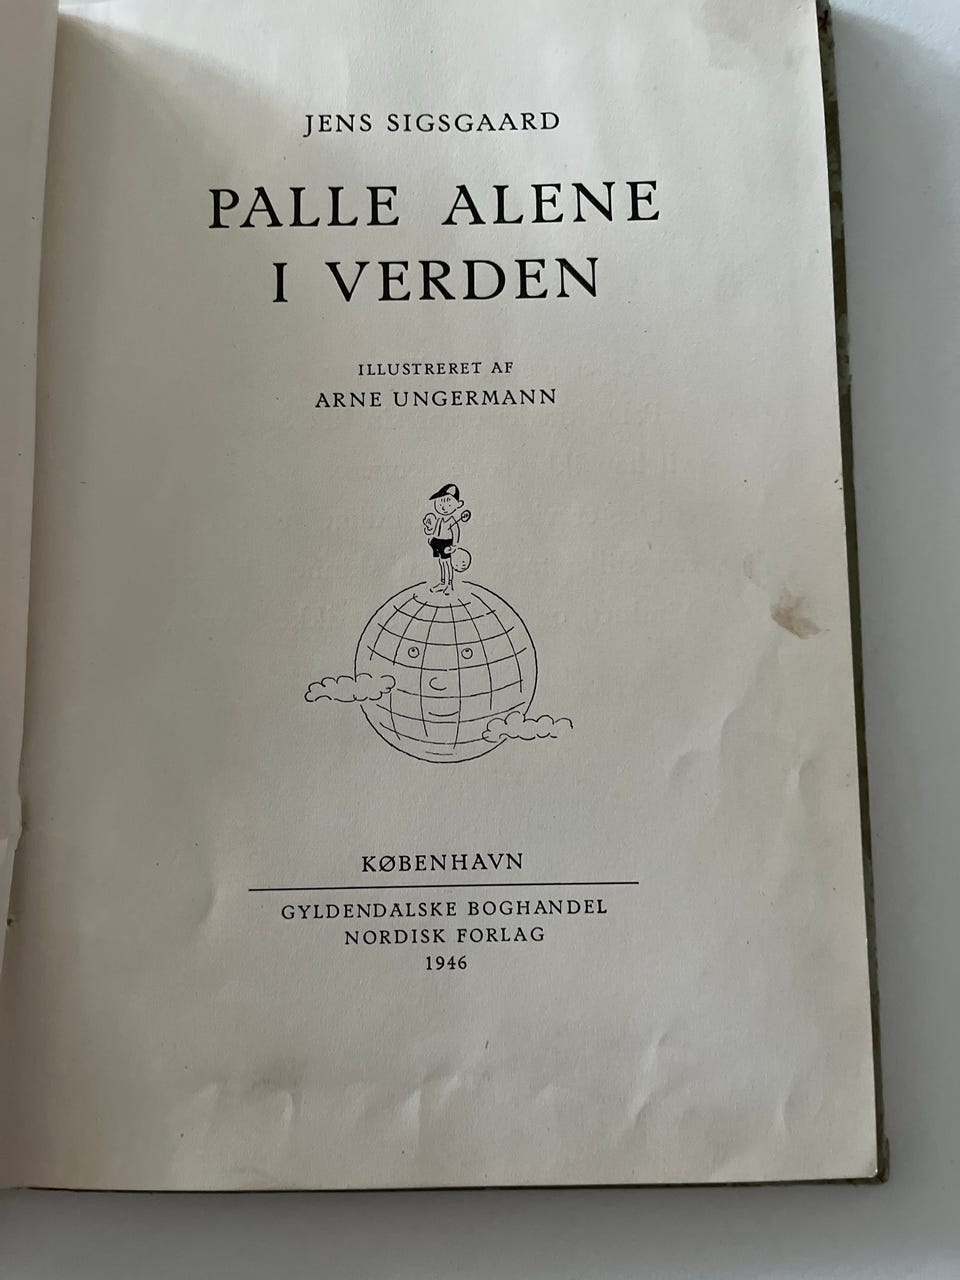 JENS SIGSGAARD
PALLE ALENE
I VERDEN
ILLUSTRERET AF
ARNE UNGERMANN
KØBENHAVN
GYLDENDALSKE BOGHANDEL
NORDISK FORLAG
1946